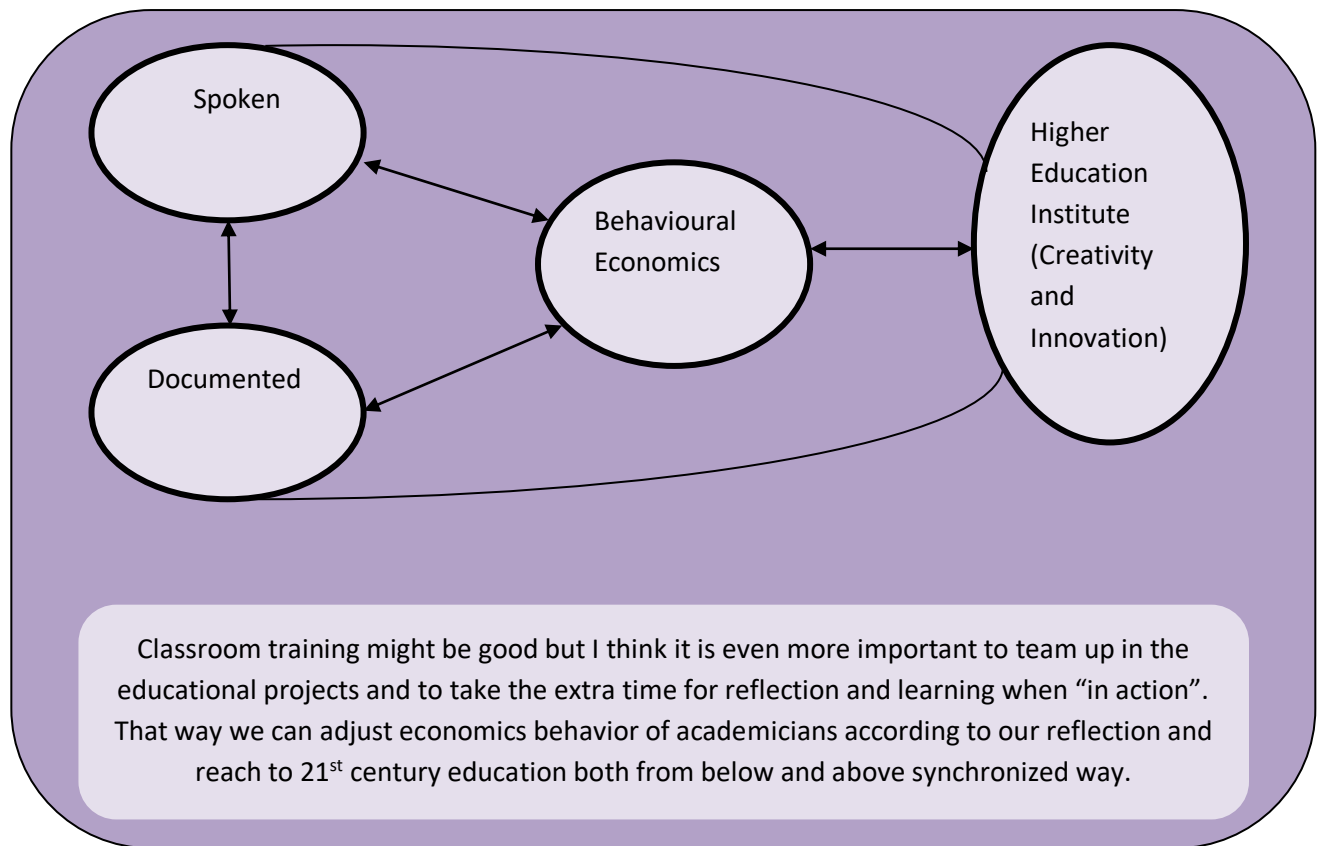 Spoken
Documented
Behavioural
Economics
Higher
Education
Institute
(Creativity
and
Innovation)
Classroom training might be good but I think it is even more important to team up in the
educational projects and to take the extra time for reflection and learning when “in action”.
That way we can adjust economics behavior of academicians according to our reflection and
reach to 21st century education both from below and above synchronized way.